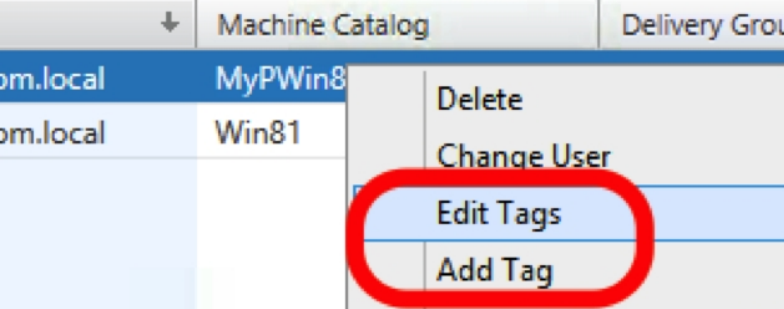 Machine Catalog Delivery Grou
om.local MyPWin8
om.local Win81
Delete
Change User
Edit Tags
Add Tag